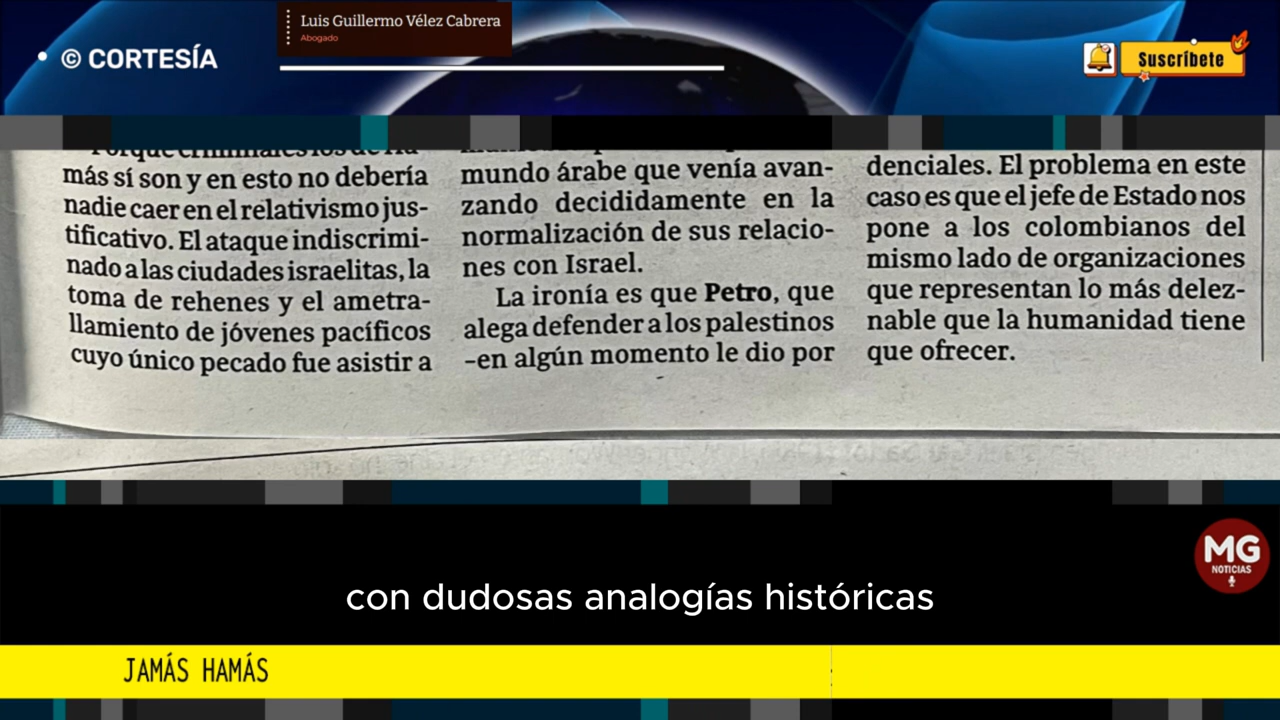 Luis Guillermo Vélez Cabrera
Abogado
© CORTESÍA
Suscríbete
Porque criminales los de Ha-
más sí son y en esto no debería
nadie caer en el relativismo jus-
tificativo. El ataque indiscrimi-
nado a las ciudades israelitas, la
toma de rehenes y el ametra-
llamiento de jóvenes pacíficos
cuyo único pecado fue asistir a
mundo árabe que venía avan-
zando decididamente en la
normalización de sus relacio-
nes con Israel.
La ironía es que Petro, que
alega defender a los palestinos
–en algún momento le dio por
denciales. El problema en este
caso es que el jefe de Estado nos
pone a los colombianos del
mismo lado de organizaciones
que representan lo más delez-
nable que la humanidad tiene
que ofrecer.
MG
NOTICIAS
con dudosas analogías históricas
JAMÁS HAMÁS